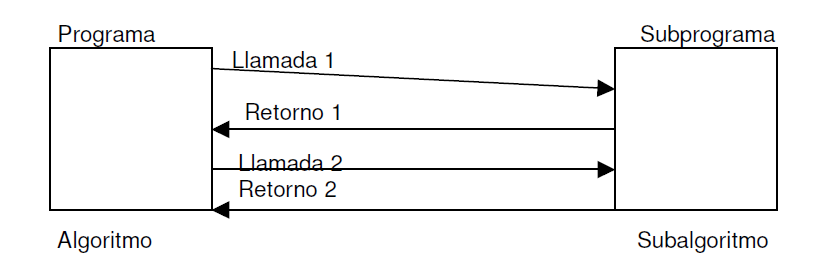 Programa
Subprograma
Llamada 1
Retorno 1
Llamada 2
Retorno 2
Algoritmo
Subalgoritmo